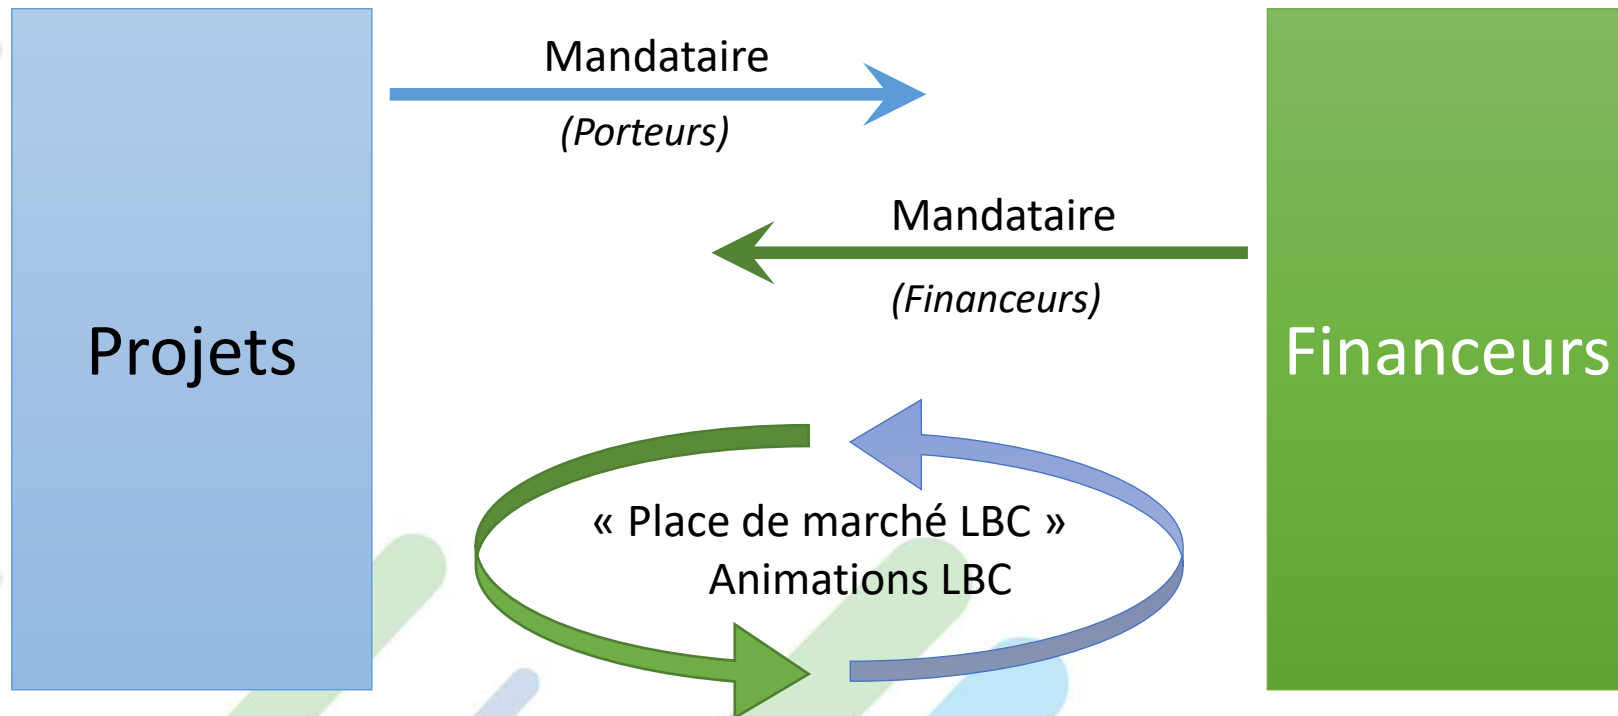 Mandataire
(Porteurs)
Mandataire
(Financeurs)
Projets
Financeurs
« Place de marché LBC »
Animations LBC